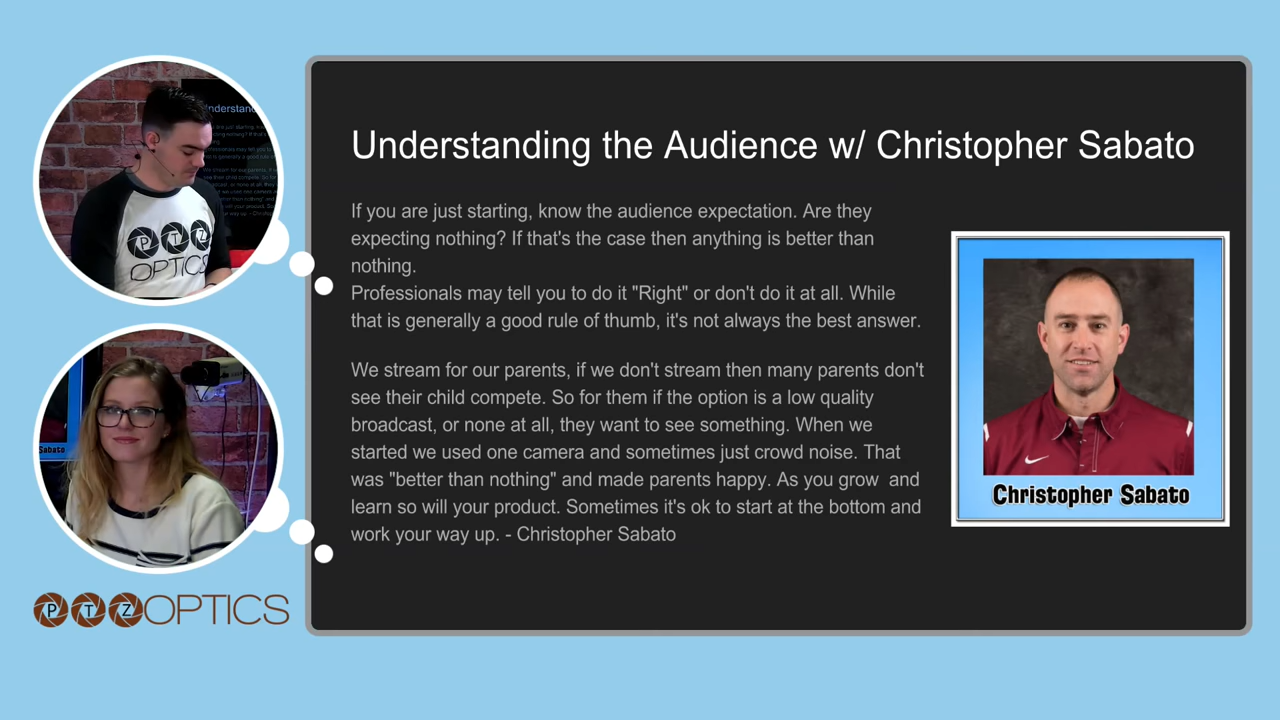 Understanding the Audience w/ Christopher Sabato
If you are just starting, know the audience expectation. Are they
expecting nothing? If that's the case then anything is better than
nothing.
Professionals may tell you to do it "Right" or don't do it at all. While
that is generally a good rule of thumb, it's not always the best answer.
We stream for our parents, if we don't stream then many parents don't
see their child compete. So for them if the option is a low quality
broadcast, or none at all, they want to see something. When we
started we used one camera and sometimes just crowd noise. That
was "better than nothing" and made parents happy. As you grow and
learn so will your product. Sometimes it's ok to start at the bottom and
work your way up. - Christopher Sabato
Christopher Sabato
PTZ
OPTICS
Sabato
PTZOPTICS